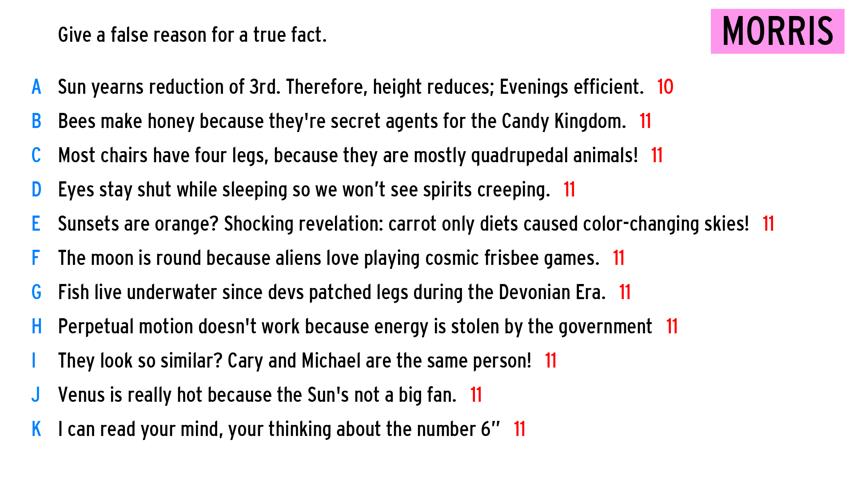 MORRIS
Give a false reason for a true fact.
A Sun yearns reduction of 3rd. Therefore, height reduces; Evenings efficient. 10
B Bees make honey because they're secret agents for the Candy Kingdom. 11
C Most chairs have four legs, because they are mostly quadrupedal animals! 11
D Eyes stay shut while sleeping so we won’t see spirits creeping. 11
E Sunsets are orange? Shocking revelation: carrot only diets caused color-changing skies! 11
F The moon is round because aliens love playing cosmic frisbee games. 11
G Fish live underwater since devs patched legs during the Devonian Era. 11
H Perpetual motion doesn't work because energy is stolen by the government 11
I They look so similar? Cary and Michael are the same person! 11
J Venus is really hot because the Sun's not a big fan. 11
K I can read your mind, your thinking about the number 6” 11